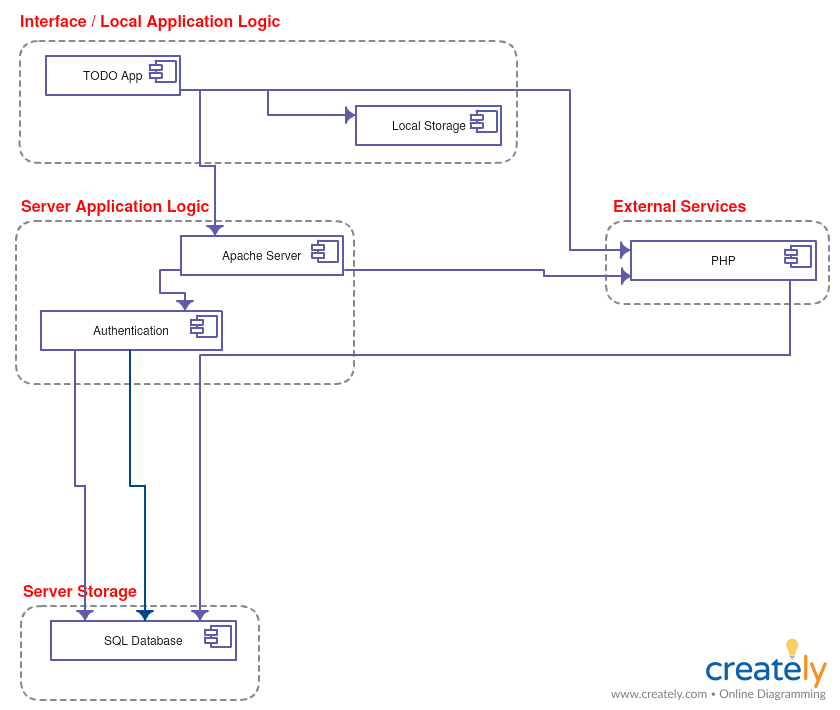 Interface / Local Application Logic
TODO App
Local Storage
Server Application Logic
External Services
Apache Server
PHP
Authentication
Server Storage
SQL Database
creately
www.creately.com • Online Diagramming